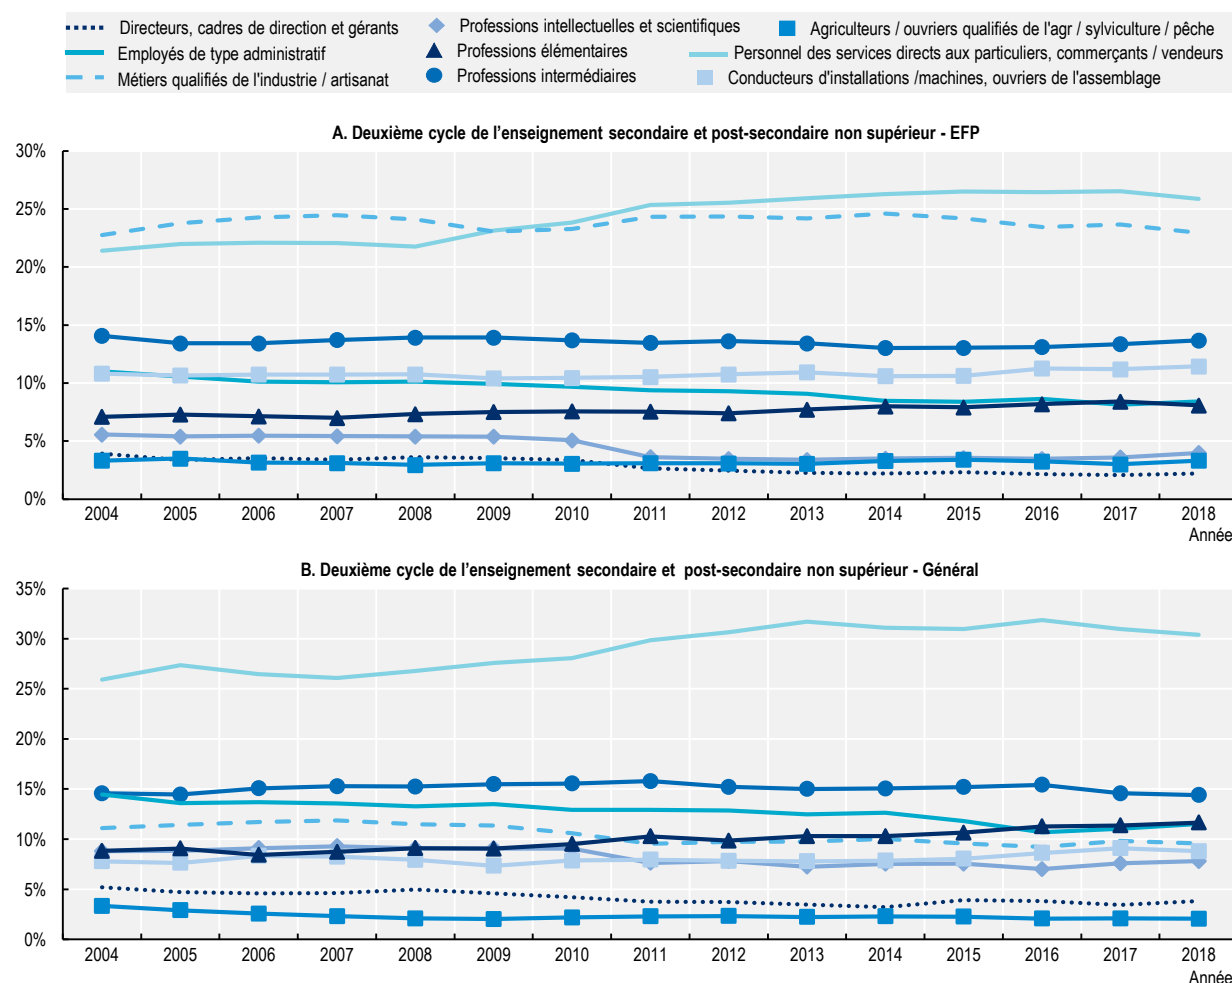 Directeurs, cadres de direction et gérants
Professions intellectuelles et scientifiques
Agriculteurs / ouvriers qualifiés de l'agr / sylviculture / pêche
Employés de type administratif
Professions élémentaires
Personnel des services directs aux particuliers, commerçants / vendeurs
Métiers qualifiés de l'industrie / artisanat
Professions intermédiaires
Conducteurs d'installations /machines, ouvriers de l'assemblage
A. Deuxième cycle de l'enseignement secondaire et post-secondaire non supérieur - EFP
30%
25%
20%
15%
10%
5%
0%
2004 2005 2006 2007 2008 2009 2010 2011 2012 2013 2014 2015 2016 2017 2018
Année
B. Deuxième cycle de l'enseignement secondaire et post-secondaire non supérieur - Général
35%
30%
25%
20%
15%
10%
5%
0%
2004 2005 2006 2007 2008 2009 2010 2011 2012 2013 2014 2015 2016 2017 2018
Année